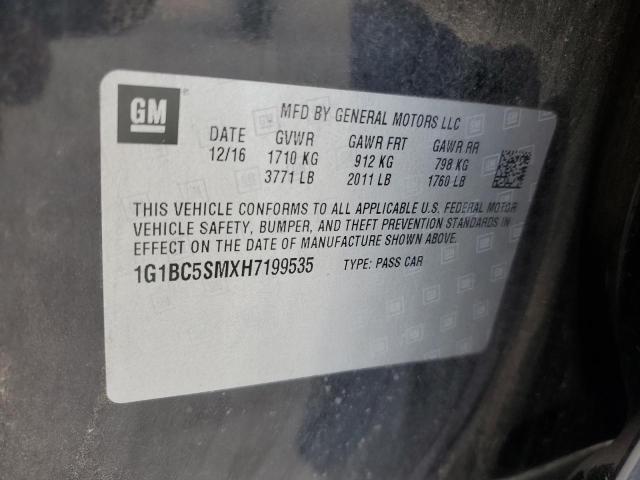 GM
MFD BY GENERAL MOTORS LLC
DATE GVWR GAWR FRT GAWR RR
12/16 1710 KG 912 KG 798 KG
3771 LB 2011 LB 1760 LB
THIS VEHICLE CONFORMS TO ALL APPLICABLE U.S. FEDERAL MOTOR
VEHICLE SAFETY, BUMPER, AND THEFT PREVENTION STANDARDS IN
EFFECT ON THE DATE OF MANUFACTURE SHOWN ABOVE.
1G1BC5SMXH7199535 TYPE: PASS CAR